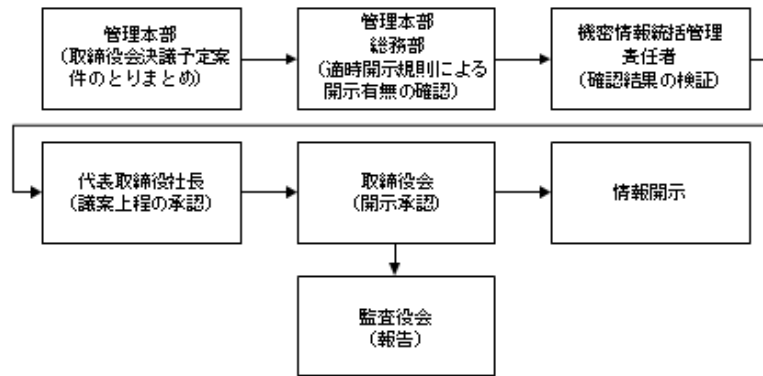 管理本部
（取締役会決議予定案
件のとりまとめ）
管理本部
総務部
（適時開示規則による
開示有無の確認）
機密情報統括管理
責任者
（確認結果の検証）
代表取締役社長
（議案上程の承認）
取締役会
（開示承認）
情報開示
監査役会
（報告）